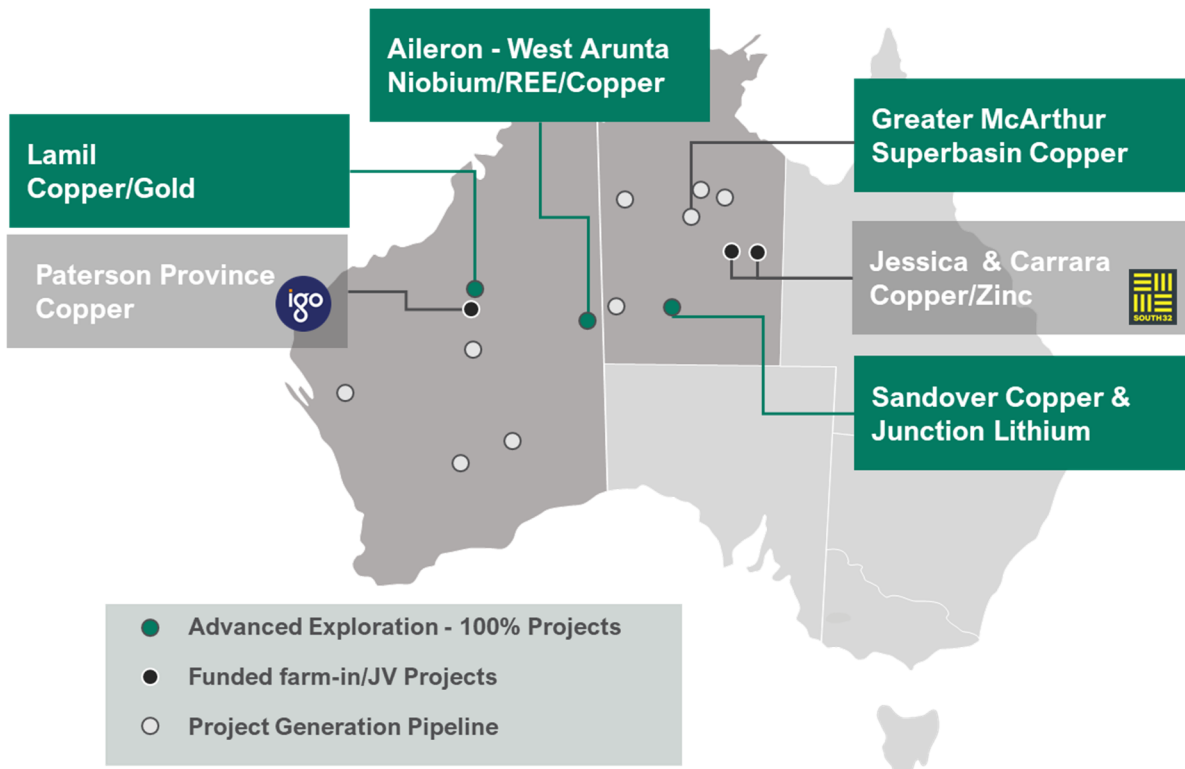 Aileron - West Arunta
Niobium/REE/Copper
Lamil
Copper/Gold
Greater McArthur
Superbasin Copper
Paterson Province
Copper
igo
Jessica & Carrara
Copper/Zinc
SOUTH32
Sandover Copper &
Junction Lithium
Advanced Exploration - 100% Projects
Funded farm-in/JV Projects
Project Generation Pipeline